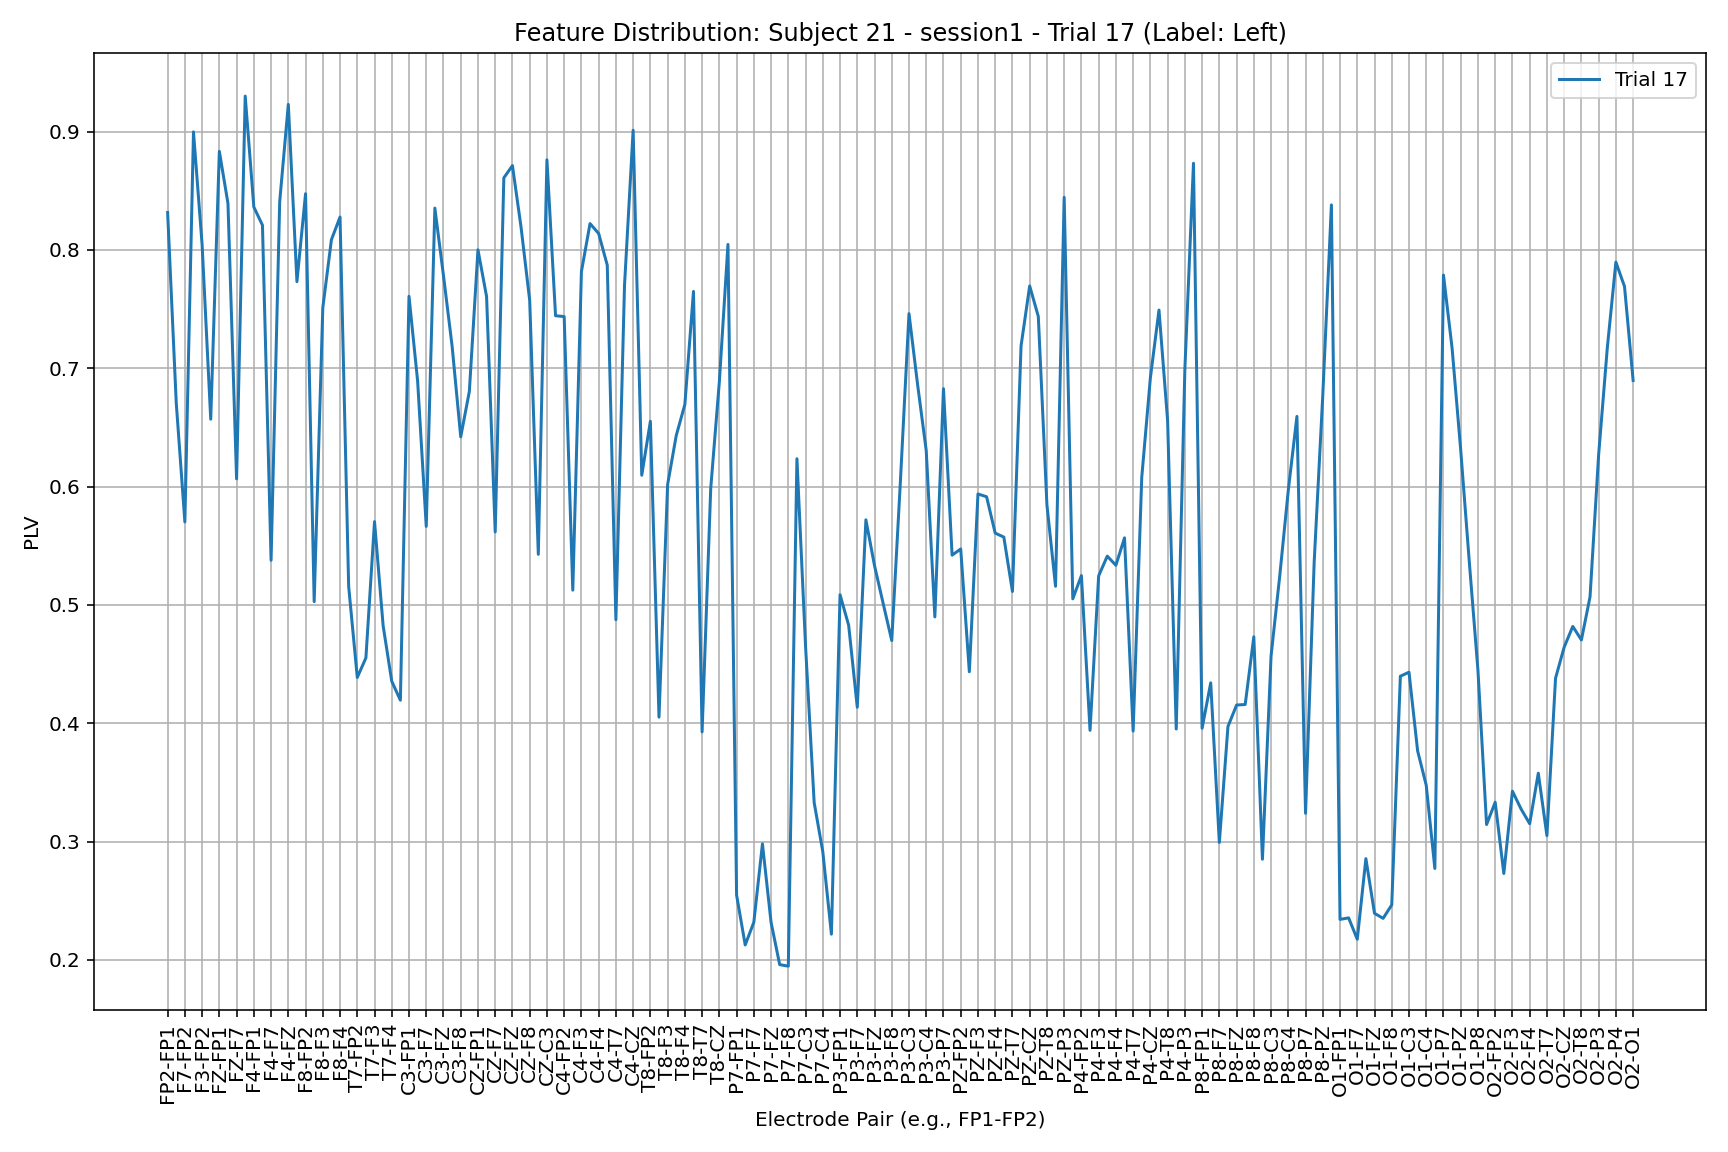 Feature Distribution: Subject 21 - session1 - Trial 17 (Label: Left)
Trial 17
PLV
0.9
0.8
0.7
0.6
0.5
0.4
0.3
0.2
FP2-FP1
F7-FP2
F3-FP2
FZ-FP1
FZ-F7
F4-FP1
F4-F7
F4-FZ
F8-FP2
F8-F3
F8-F4
T7-FP2
T7-F3
T7-F4
C3-FP1
C3-F7
C3-FZ
C3-F8
CZ-FP1
CZ-F7
CZ-FZ
CZ-F8
CZ-C3
C4-FP2
C4-F3
C4-F4
C4-T7
C4-CZ
T8-FP2
T8-F3
T8-F4
T8-T7
T8-CZ
P7-FP1
P7-F7
P7-FZ
P7-F8
P7-C3
P7-C4
P3-FP1
P3-F7
P3-FZ
P3-F8
P3-C3
P3-C4
P3-P7
PZ-FP2
PZ-F3
PZ-F4
PZ-T7
PZ-CZ
PZ-T8
PZ-P3
P4-FP2
P4-F3
P4-F4
P4-T7
P4-CZ
P4-T8
P4-P3
P8-FP1
P8-F7
P8-FZ
P8-F8
P8-C3
P8-C4
P8-P7
P8-PZ
O1-FP1
O1-F7
O1-FZ
O1-F8
O1-C3
O1-C4
O1-P7
O1-PZ
O1-P8
O2-FP2
O2-F3
O2-F4
O2-T7
O2-CZ
O2-T8
O2-P3
O2-P4
O2-O1
Electrode Pair (e.g., FP1-FP2)